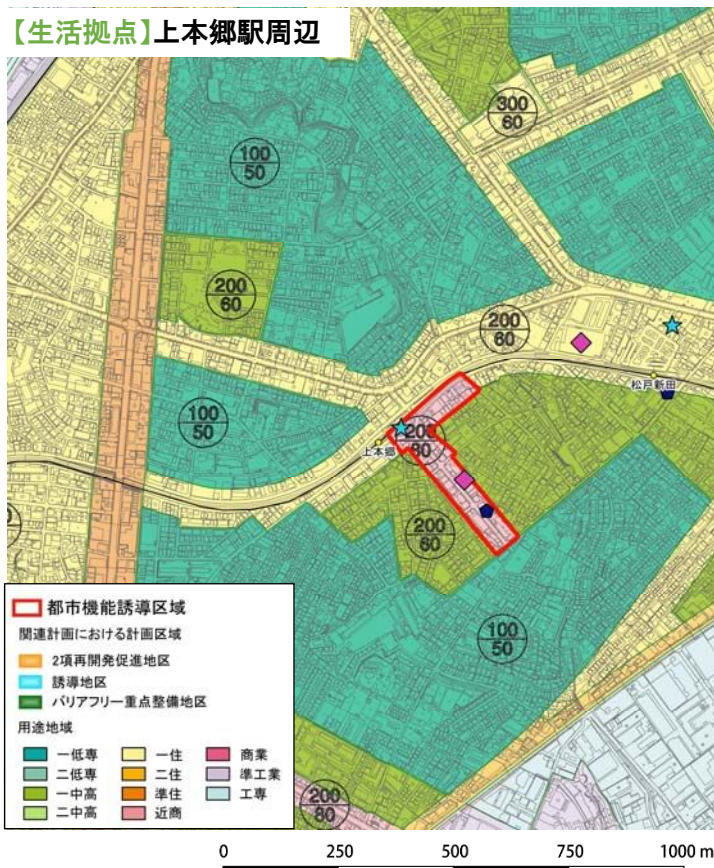 【生活拠点】上本郷駅周辺
300
60
100
50
200
60
200
60
松戸新田
100
50
200
80
上本郷
200
60
100
50
200
80
都市機能誘導区域
関連計画における計画区域
2項再開発促進地区
誘導地区
バリアフリー重点整備地区
用途地域
一低専
一住
商業
二低専
二住
準工業
一中高
準住
工専
二中高
近商
0
250
500
750
1000 m